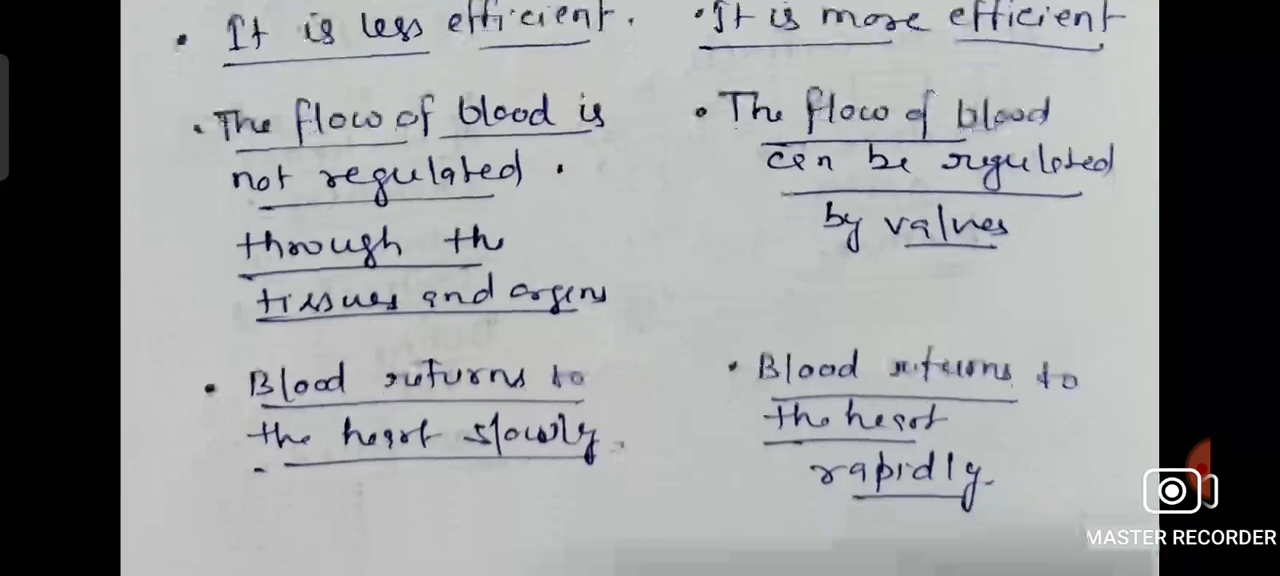 • It is less efficient.
• The flow of blood is
not regulated.
through the
tissues and orgens
• Blood returns to
the heart slowly.
• It is more efficient
• The flow of blood
can be regulated
by values
• Blood returns to
the heart
rapidly.
MASTER RECORDER